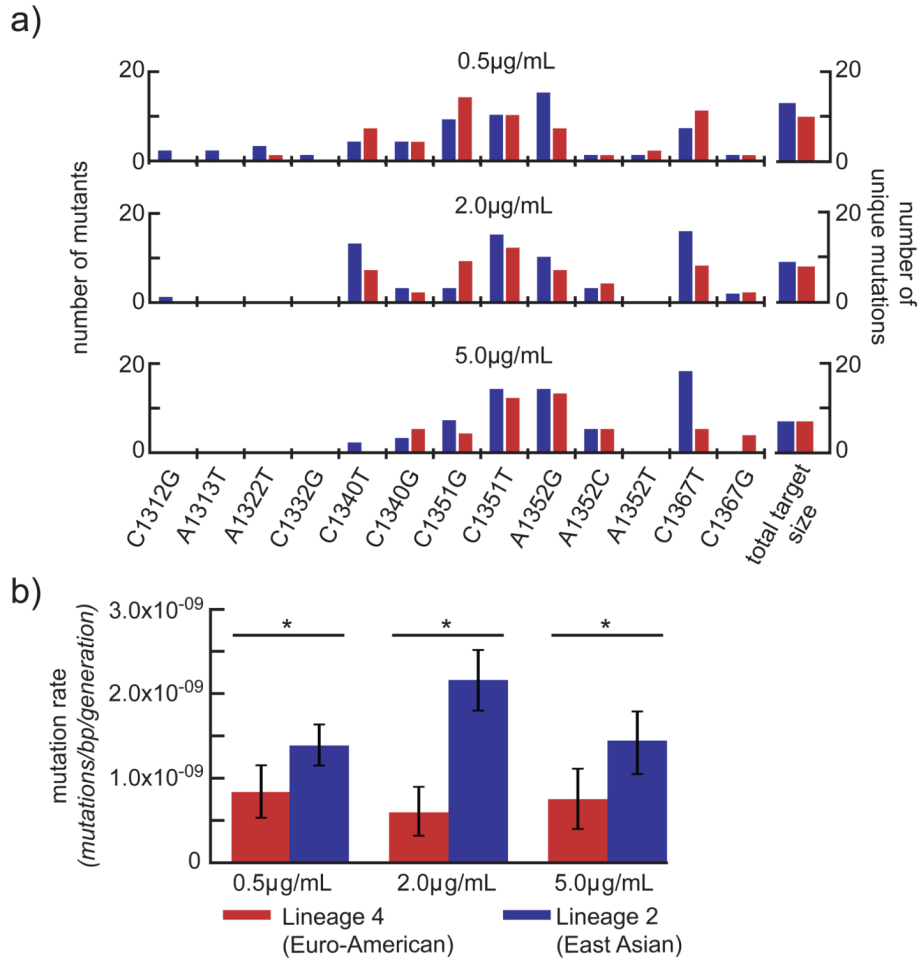 a)
0.5µg/mL
20
0
20
0
2.0µg/mL
20
0
20
0
5.0µg/mL
20
0
20
0
number of mutants
number of
unique mutations
C1312G
A1313T
A1322T
C1332G
C1340T
C1340G
C1351G
C1351T
A1352G
A1352C
A1352T
C1367T
C1367G
total target
size
b)
mutation rate
(mutations/bp/generation)
3.0x10-09
2.0x10-09
1.0x10-09
0
*
*
*
0.5µg/mL
2.0µg/mL
5.0µg/mL
Lineage 4
(Euro-American)
Lineage 2
(East Asian)